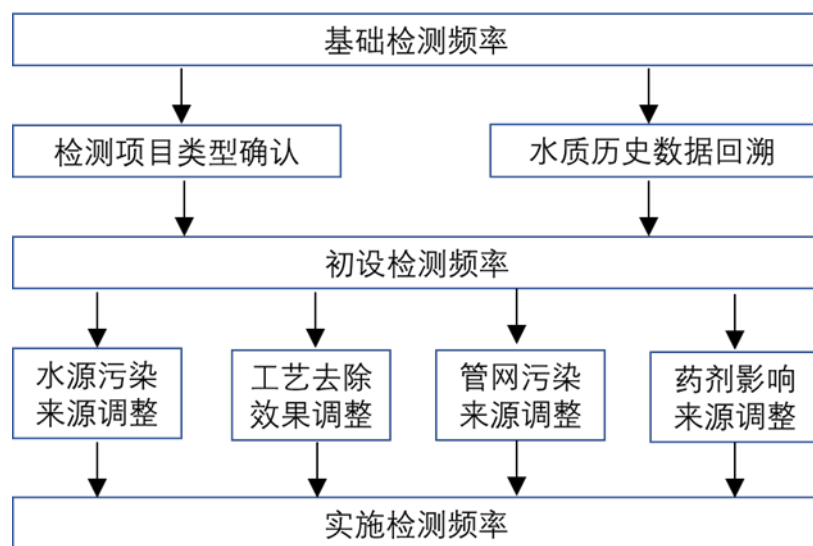 基础检测频率
检测项目类型确认
水质历史数据回溯
初设检测频率
水源污染
来源调整
工艺去除
效果调整
管网污染
来源调整
药剂影响
来源调整
实施检测频率